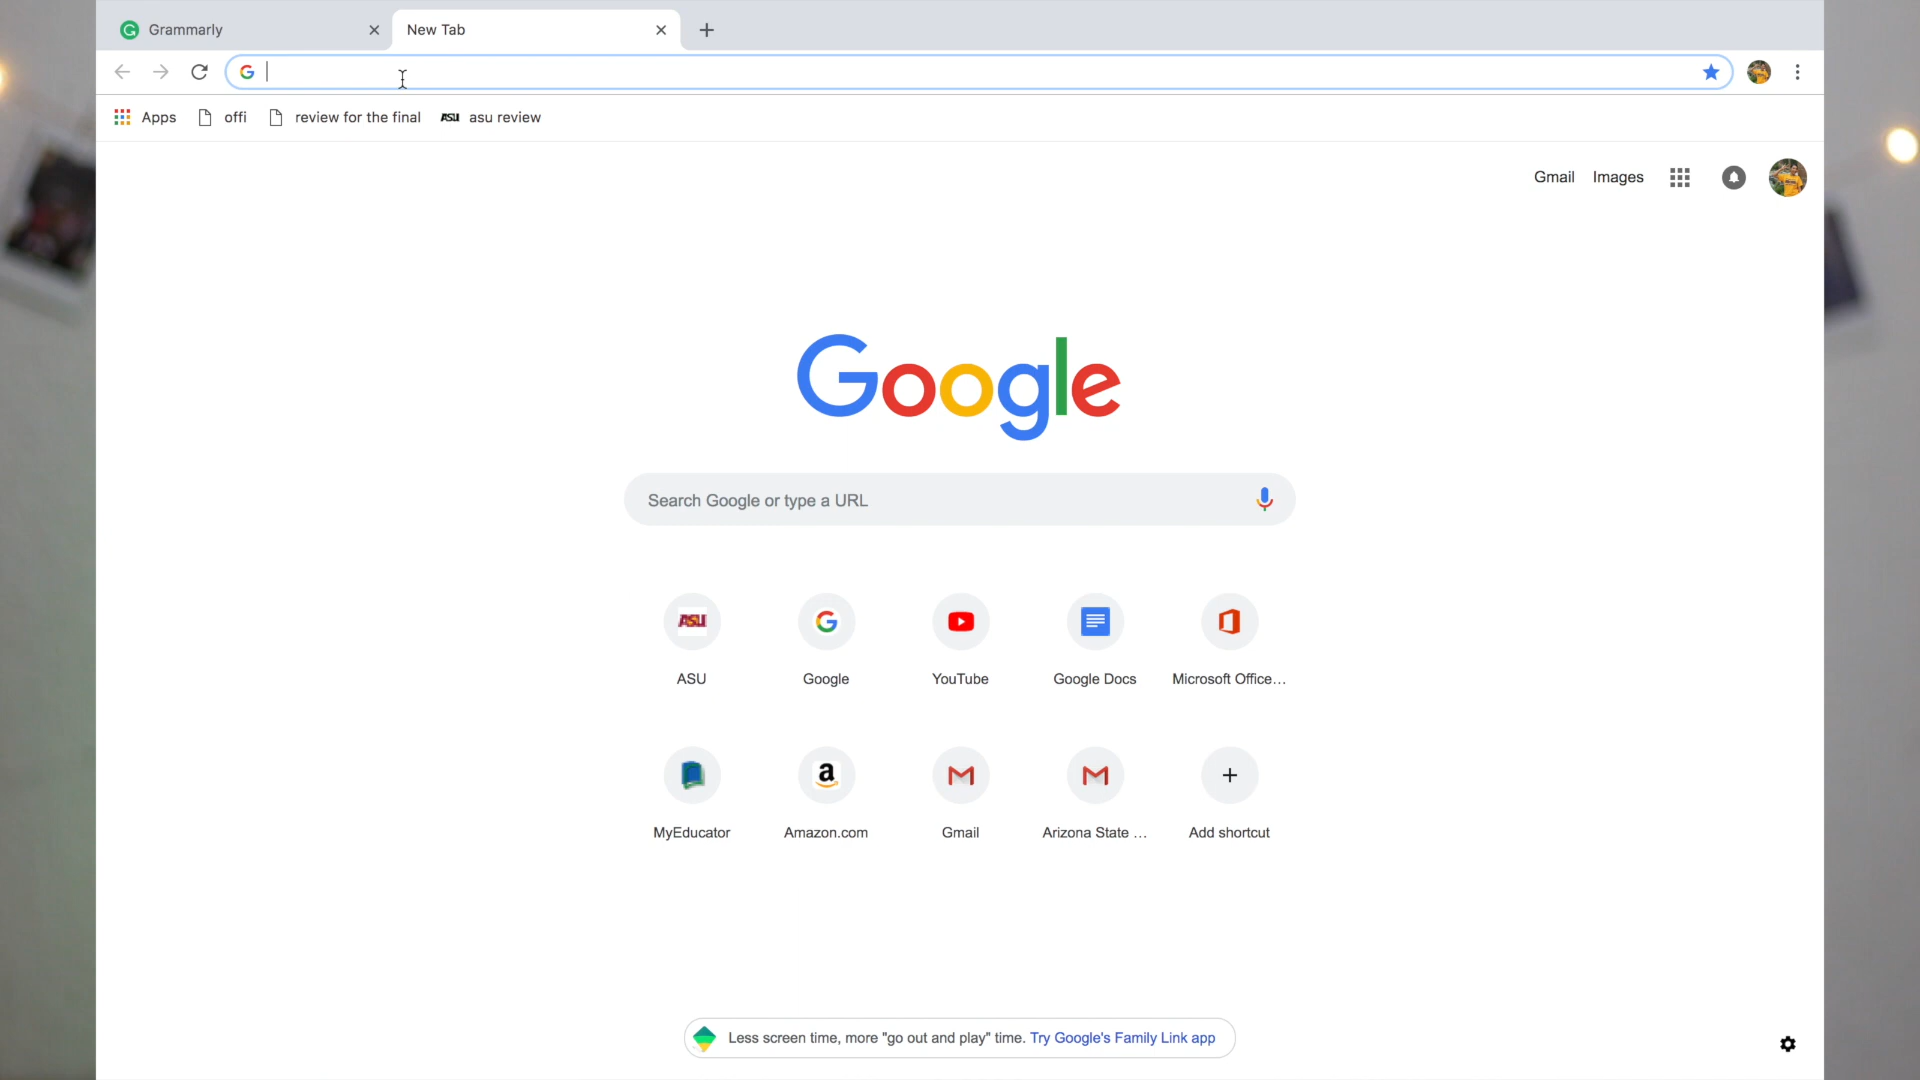 Grammarly
New Tab
Apps
offi
review for the final
ASU asu review
Gmail Images
Google
Search Google or type a URL
ASU
ASU
Google
YouTube
Google Docs
Microsoft Office...
a
MyEducator
Amazon.com
Gmail
Arizona State ...
Add shortcut
Less screen time, more "go out and play" time. Try Google's Family Link app